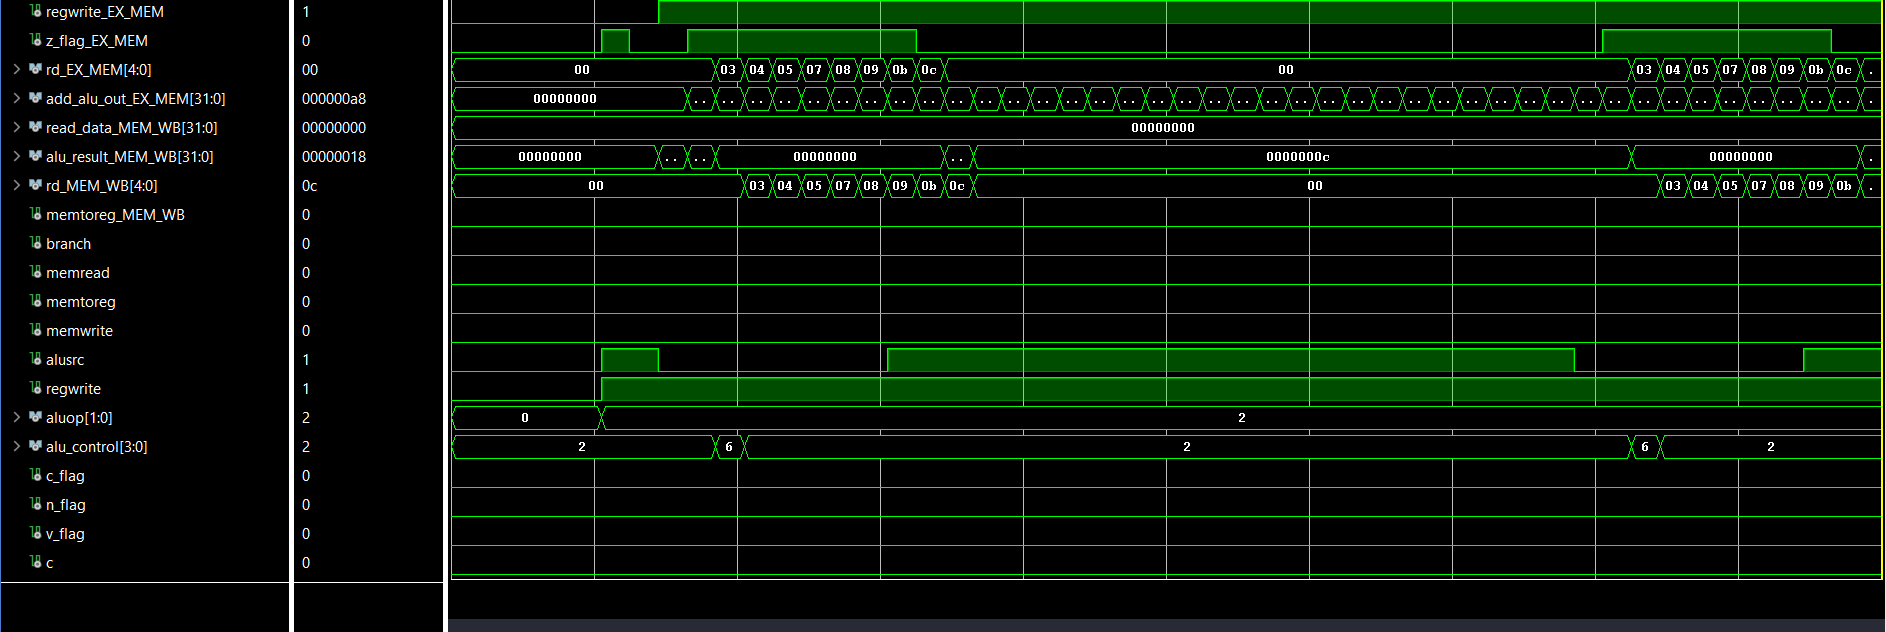 regwrite_EX_MEM 1
z_flag_EX_MEM 0
rd_EX_MEM[4:0] 00 00 03 04 05 07 08 09 0b 0c 00 03 04 05 07 08 09 0b 0c .
add_alu_out_EX_MEM[31:0] 000000a8 00000000 .. .. .. .. .. .. .. .. .. .. .. .. .. .. .. .. .. .. .. .. .. .. .. .. .. .. .. .. .. .. .. .. .. .. .. .. .. .. .. .. .. .
read_data_MEM_WB[31:0] 00000000 00000000
alu_result_MEM_WB[31:0] 00000018 00000000 .. .. 00000000 .. 0000000c 00000000 .
rd_MEM_WB[4:0] 0c 00 03 04 05 07 08 09 0b 0c 00 03 04 05 07 08 09 0b .
memtoreg_MEM_WB 0
branch 0
memread 0
memtoreg 0
memwrite 0
alusrc 1
regwrite 1
aluop[1:0] 2 0 2
alu_control[3:0] 2 2 6 2 6 2
c_flag 0
n_flag 0
v_flag 0
c 0